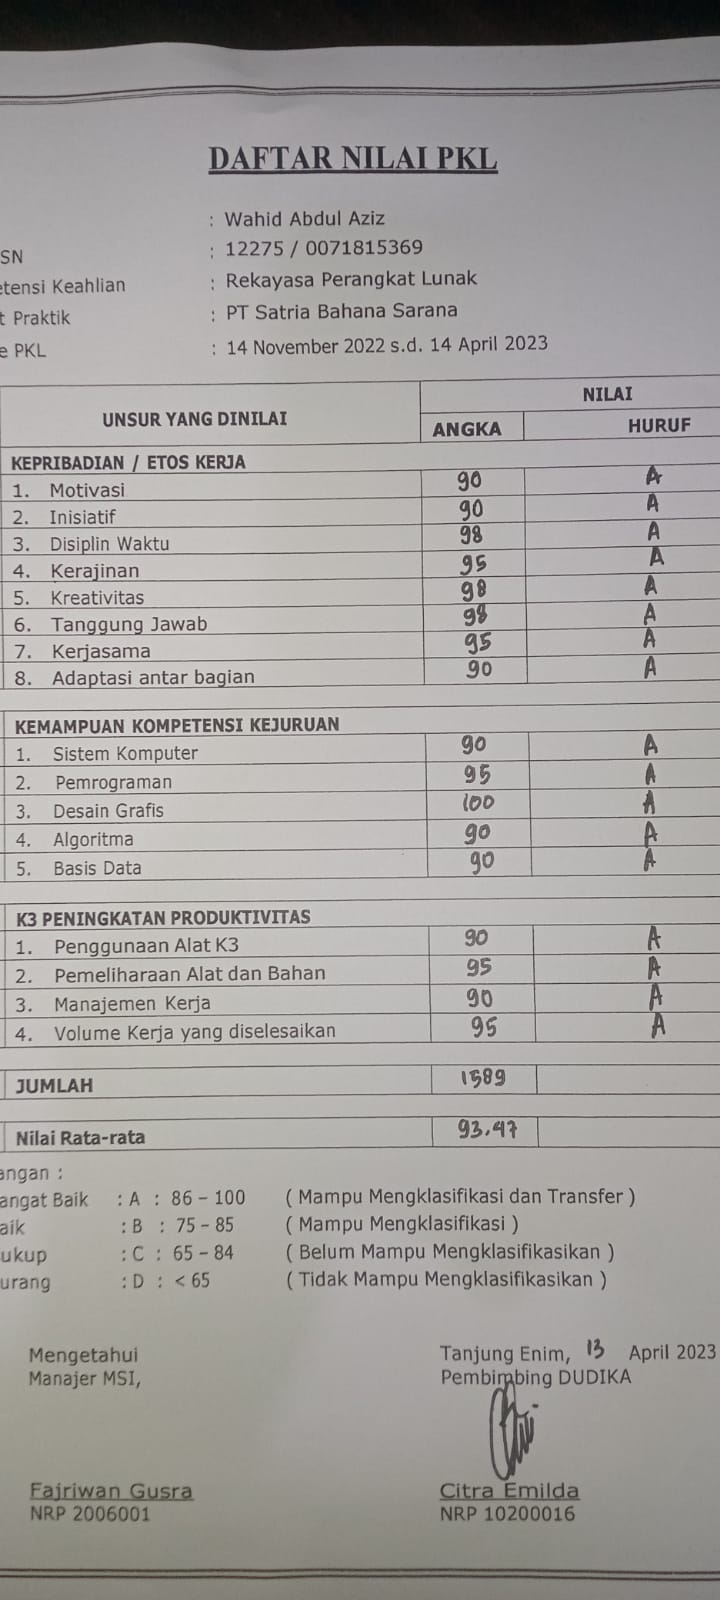 DAFTAR NILAI PKL
: Wahid Abdul Aziz
SN : 12275 / 0071815369
etensi Keahlian : Rekayasa Perangkat Lunak
t Praktik : PT Satria Bahana Sarana
e PKL : 14 November 2022 s.d. 14 April 2023
UNSUR YANG DINILAI NILAI
ANGKA HURUF
KEPRIBADIAN / ETOS KERJA
1. Motivasi 90 A
2. Inisiatif 90 A
3. Disiplin Waktu 98 A
4. Kerajinan 95 A
5. Kreativitas 98 A
6. Tanggung Jawab 98 A
7. Kerjasama 95 A
8. Adaptasi antar bagian 90 A
KEMAMPUAN KOMPETENSI KEJURUAN
1. Sistem Komputer 90 A
2. Pemrograman 95 A
3. Desain Grafis 100 A
4. Algoritma 90 A
5. Basis Data 90 A
K3 PENINGKATAN PRODUKTIVITAS
1. Penggunaan Alat K3 90 A
2. Pemeliharaan Alat dan Bahan 95 A
3. Manajemen Kerja 90 A
4. Volume Kerja yang diselesaikan 95 A
JUMLAH 1589
Nilai Rata-rata 93.47
angan :
angat Baik : A : 86 – 100 ( Mampu Mengklasifikasi dan Transfer )
aik : B : 75 – 85 ( Mampu Mengklasifikasi )
ukup : C : 65 – 84 ( Belum Mampu Mengklasifikasikan )
urang : D : < 65 ( Tidak Mampu Mengklasifikasikan )
Mengetahui Tanjung Enim, 13 April 2023
Manajer MSI, Pembimbing DUDIKA
Fajriwan Gusra Citra Emilda
NRP 2006001 NRP 10200016